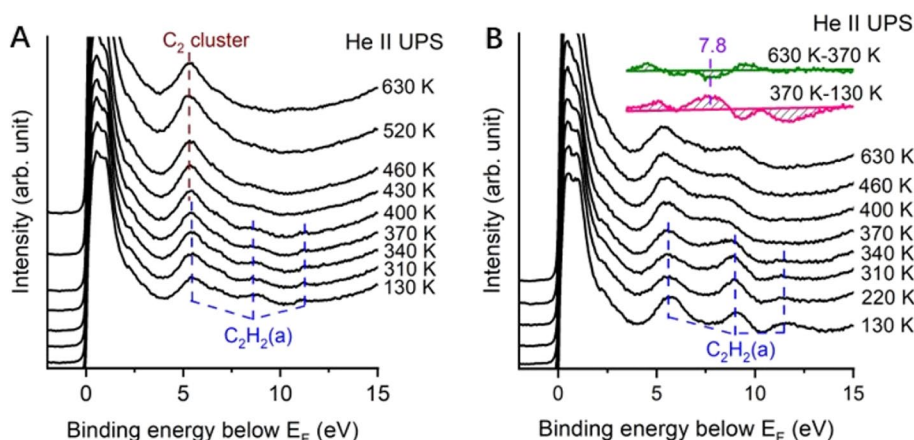 A
C₂ cluster
He II UPS
630 K
520 K
460 K
430 K
400 K
370 K
340 K
310 K
130 K
C₂H₂(a)
Intensity (arb. unit)
0 5 10 15
Binding energy below E_F (eV)
B
He II UPS
7.8
630 K-370 K
370 K-130 K
630 K
460 K
400 K
370 K
340 K
310 K
220 K
130 K
C₂H₂(a)
Intensity (arb. unit)
0 5 10 15
Binding energy below E_F (eV)